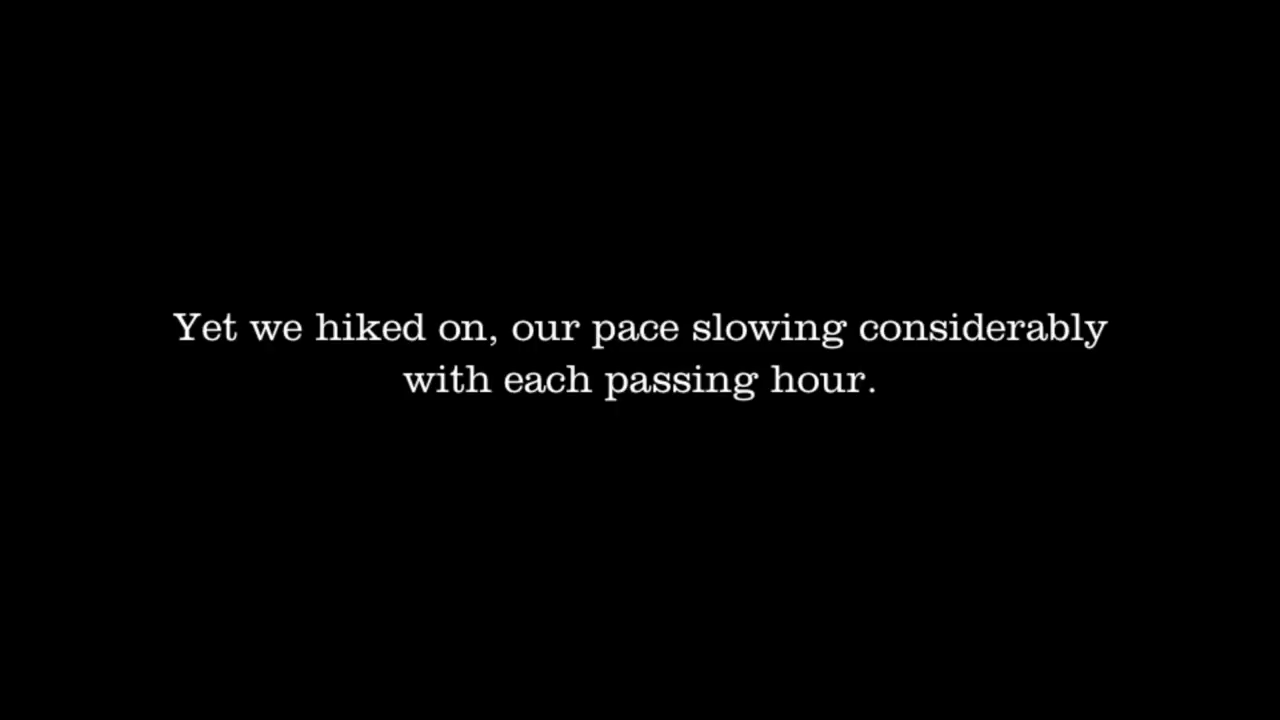 Yet we hiked on, our pace slowing considerably
with each passing hour.